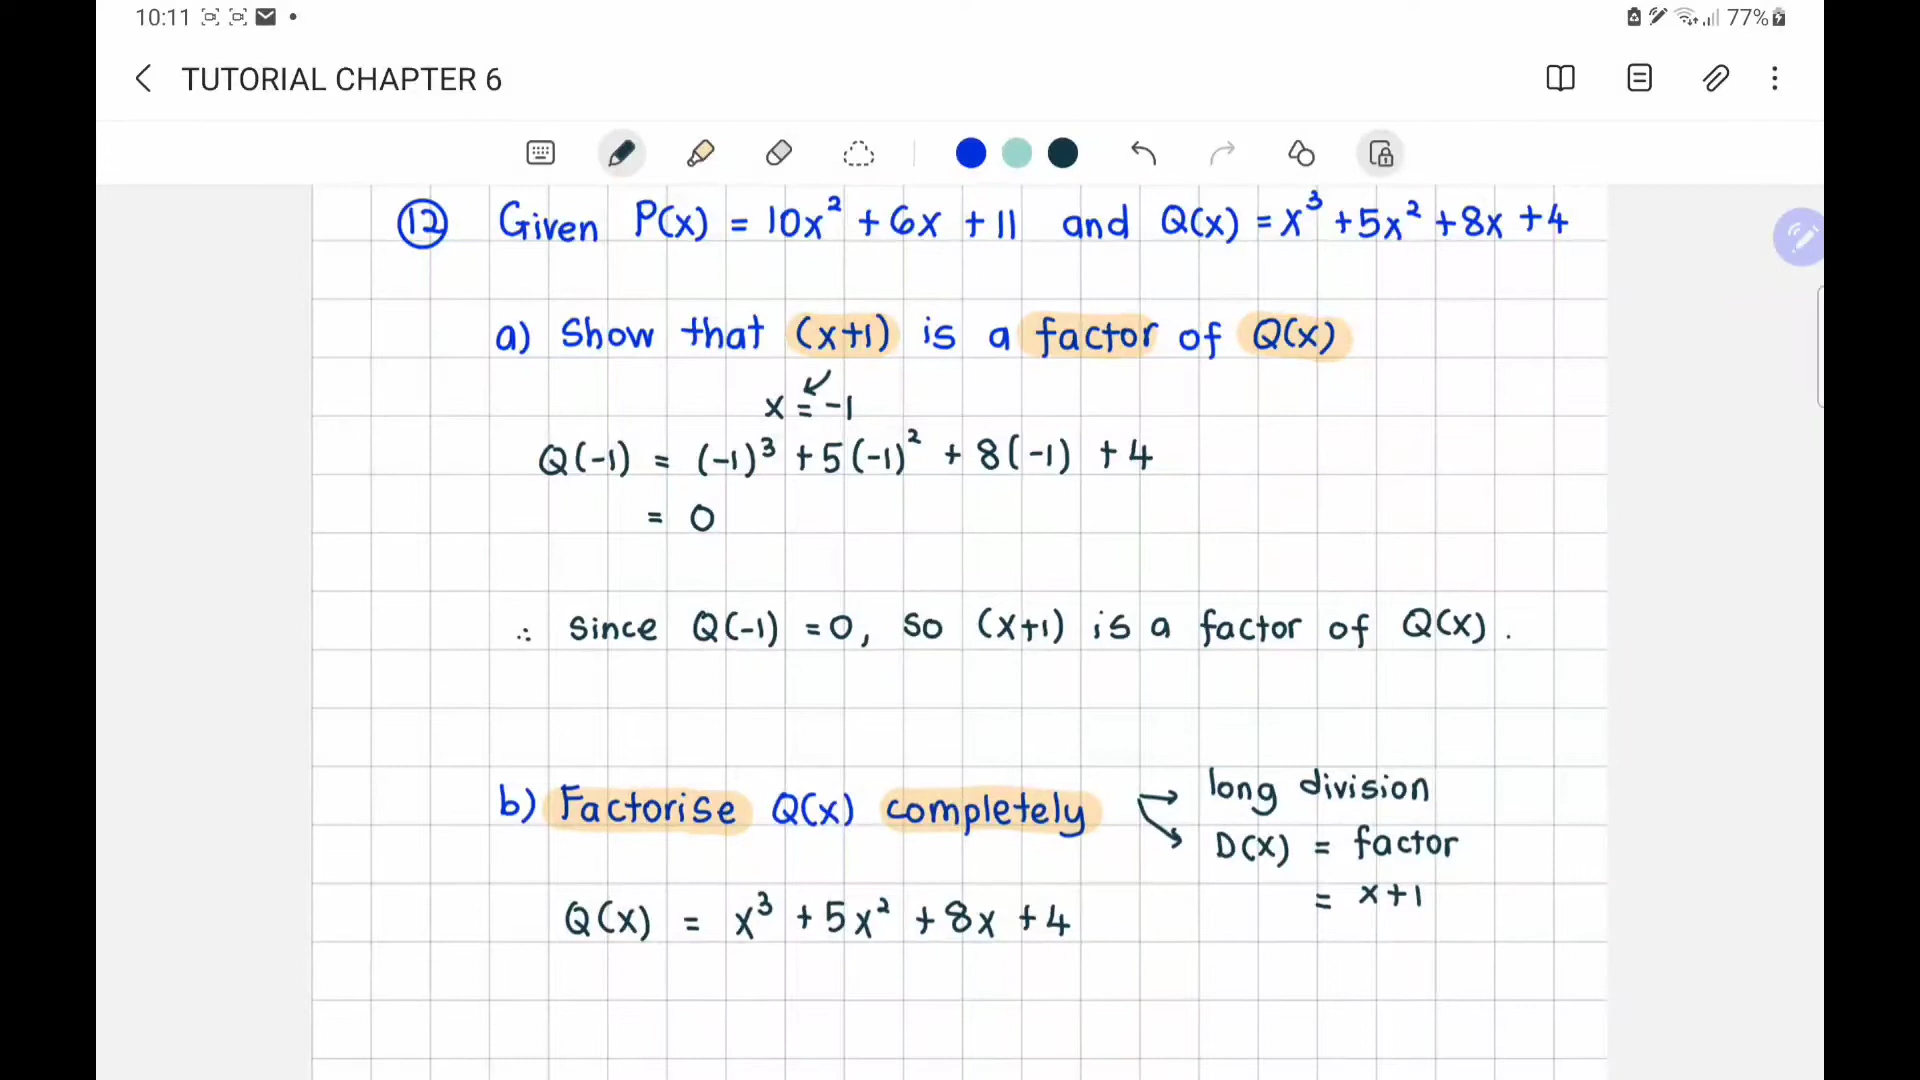 10:11 77%
TUTORIAL CHAPTER 6
12 Given P(x) = 10x² + 6x + 11 and Q(x) = x³ + 5x² + 8x + 4
a) Show that (x+1) is a factor of Q(x)
x = -1
Q(-1) = (-1)³ + 5(-1)² + 8(-1) + 4
= 0
∴ Since Q(-1) = 0, so (x+1) is a factor of Q(x).
b) Factorise Q(x) completely → long division
D(x) = factor
= x+1
Q(x) = x³ + 5x² + 8x + 4